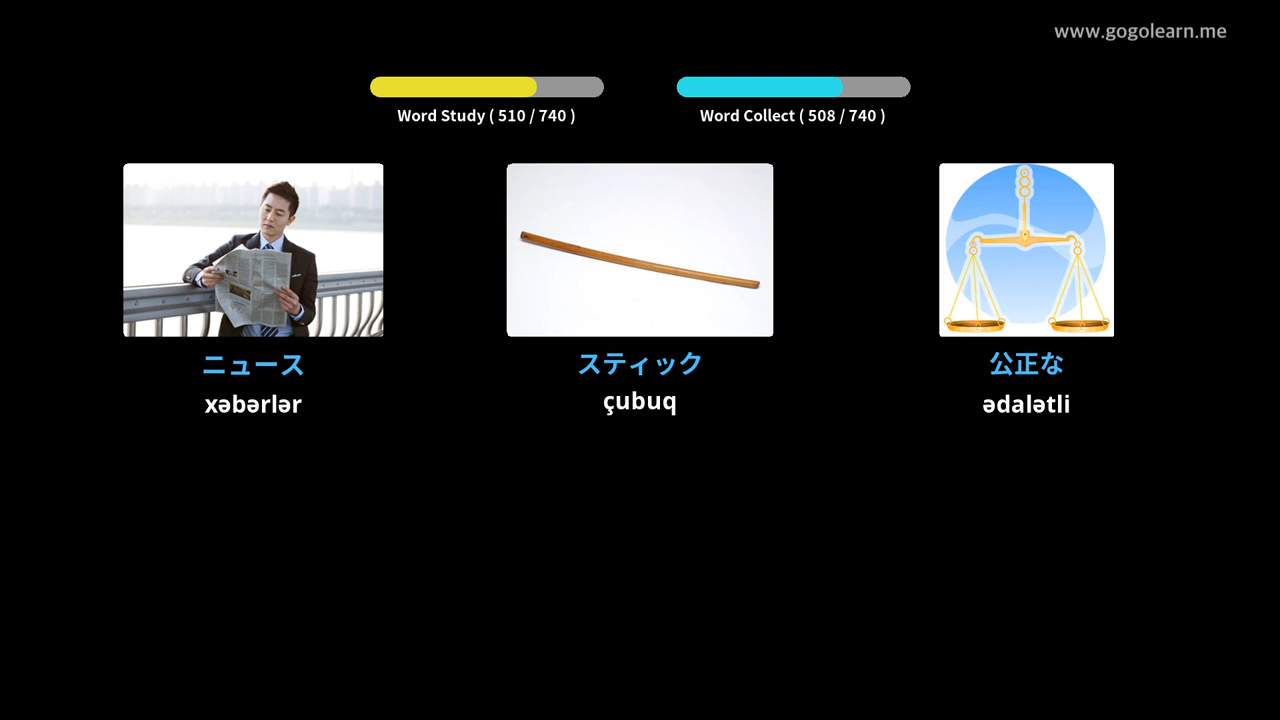 www.gogolearn.me
Word Study ( 510 / 740 )
Word Collect ( 508 / 740 )
ニュース
スティック
公正な
xəbərlər
çubuq
ədalətli